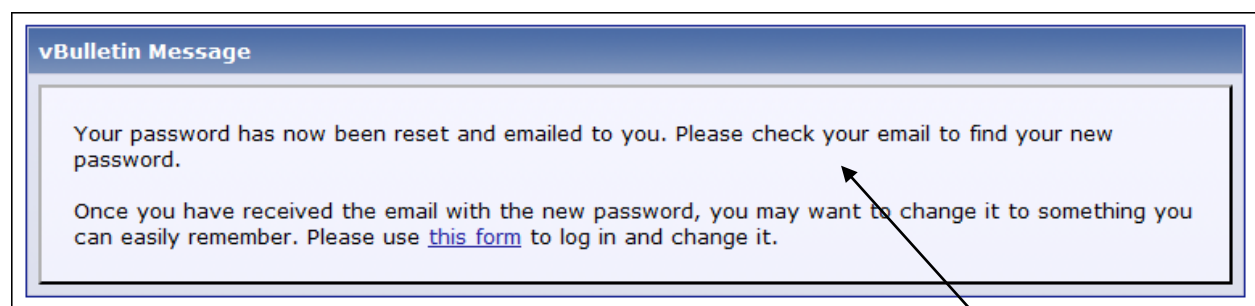 vBulletin Message
Your password has now been reset and emailed to you. Please check your email to find your new
password.
Once you have received the email with the new password, you may want to change it to something you
can easily remember. Please use this form to log in and change it.